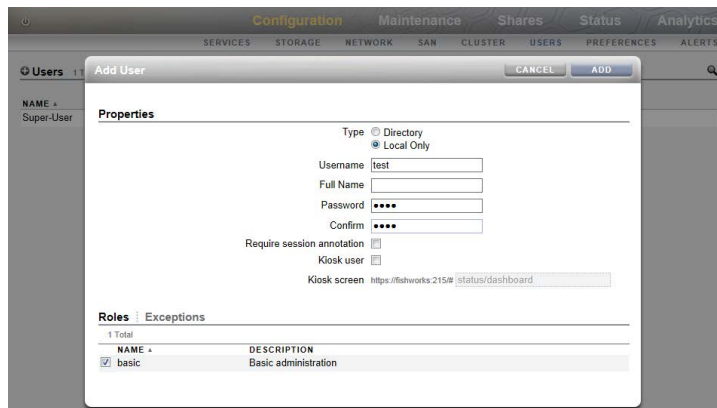 Configuration Maintenance Shares Status Analytics
SERVICES STORAGE NETWORK SAN CLUSTER USERS PREFERENCES ALERTS
Users 1 T
Add User CANCEL ADD
NAME
Super-User
Properties
Type Directory
Local Only
Username test
Full Name
Password ••••
Confirm ••••
Require session annotation
Kiosk user
Kiosk screen https://fishworks:215/# status/dashboard
Roles Exceptions
1 Total
NAME DESCRIPTION
basic Basic administration